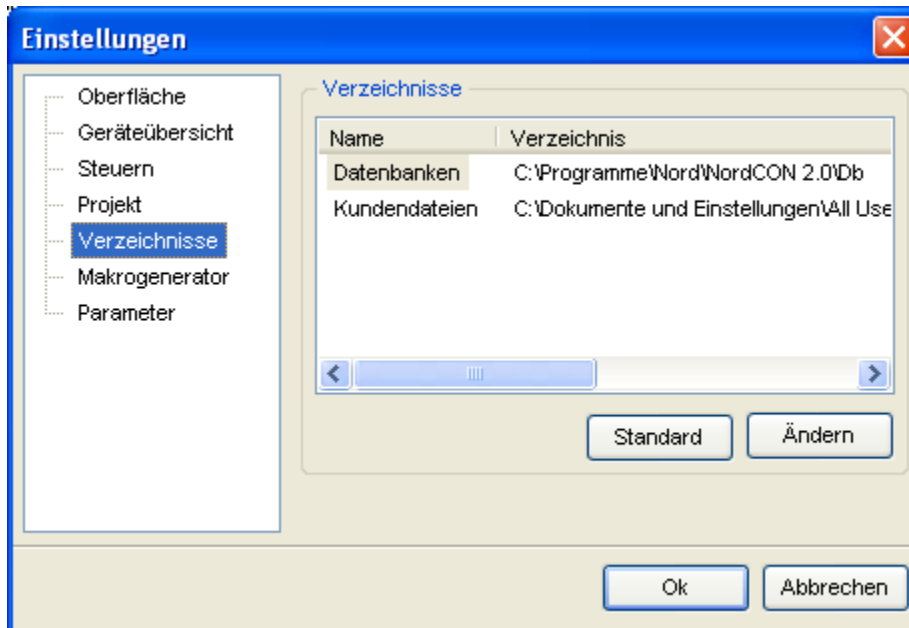 Einstellungen
Oberfläche
Geräteübersicht
Steuern
Projekt
Verzeichnisse
Makrogenerator
Parameter
Verzeichnisse
Name Verzeichnis
Datenbanken C:\Programme\Nord\NordCON 2.0\Db
Kundendateien C:\Dokumente und Einstellungen\All Use
Standard Ändern
Ok Abbrechen